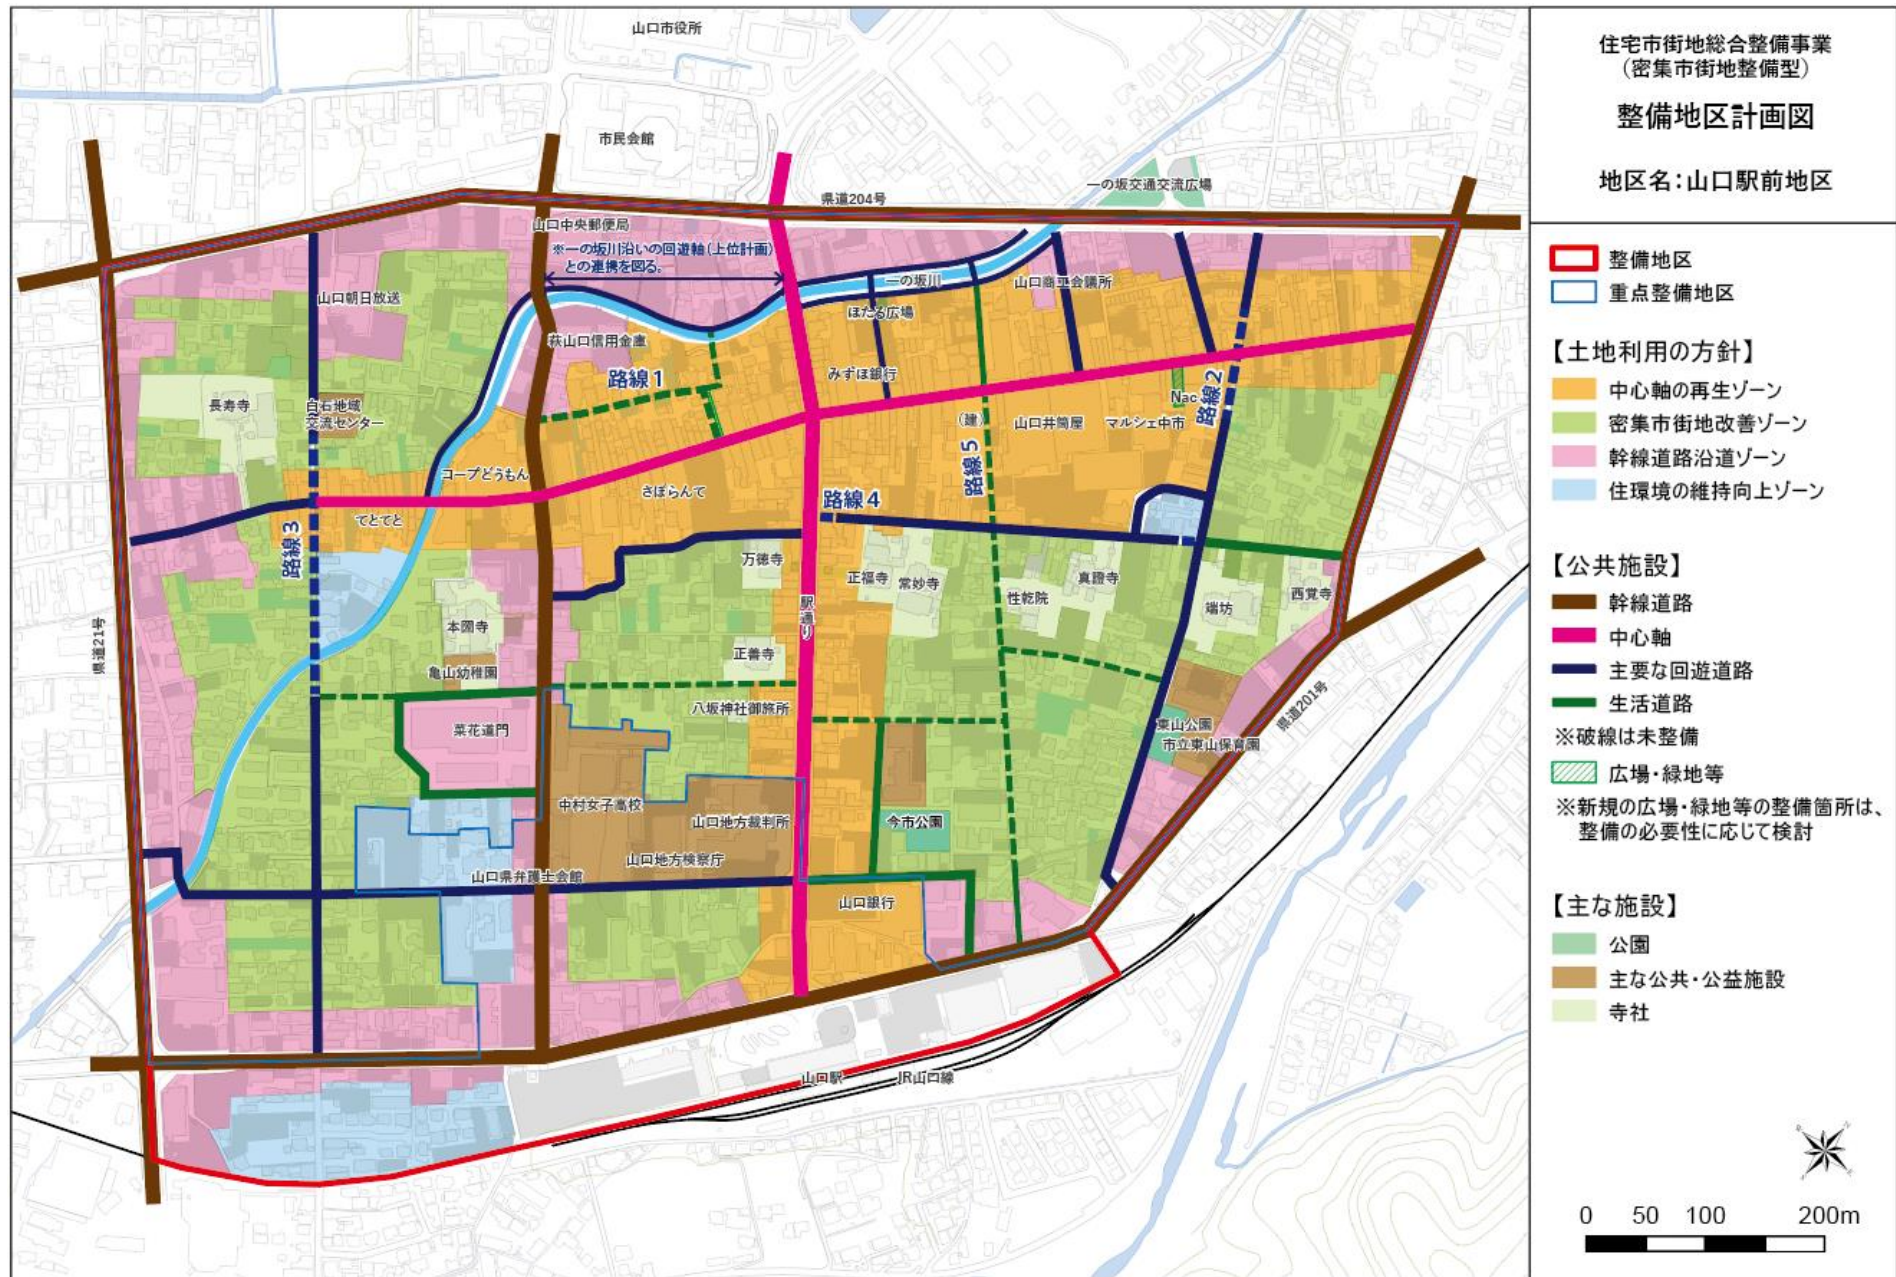 山口市役所
市民会館
一の坂交通交流広場
県道204号
山口中央郵便局
※一の坂川沿いの回遊軸(上位計画)
との連携を図る。
山口朝日放送
一の坂川
山口商工会議所
ほたる広場
萩山口信用金庫
路線1
みずほ銀行
長寿寺
白石地域
交流センター
Nac
路線2
(建)
山口井筒屋
マルシェ中市
路線5
コープどうもん
さぽらんて
路線4
てとてと
路線3
万徳寺
正福寺
常妙寺
性乾院
真證寺
端坊
西覚寺
駅通り
本圀寺
正善寺
県道21号
亀山幼稚園
八坂神社御旅所
菜花道門
東山公園
市立東山保育園
県道201号
中村女子高校
山口地方裁判所
今市公園
山口地方検察庁
山口県弁護士会館
山口銀行
山口駅
JR山口線
住宅市街地総合整備事業
(密集市街地整備型)
整備地区計画図
地区名:山口駅前地区
整備地区
重点整備地区
【土地利用の方針】
中心軸の再生ゾーン
密集市街地改善ゾーン
幹線道路沿道ゾーン
住環境の維持向上ゾーン
【公共施設】
幹線道路
中心軸
主要な回遊道路
生活道路
※破線は未整備
広場・緑地等
※新規の広場・緑地等の整備箇所は、
整備の必要性に応じて検討
【主な施設】
公園
主な公共・公益施設
寺社
0 50 100 200m